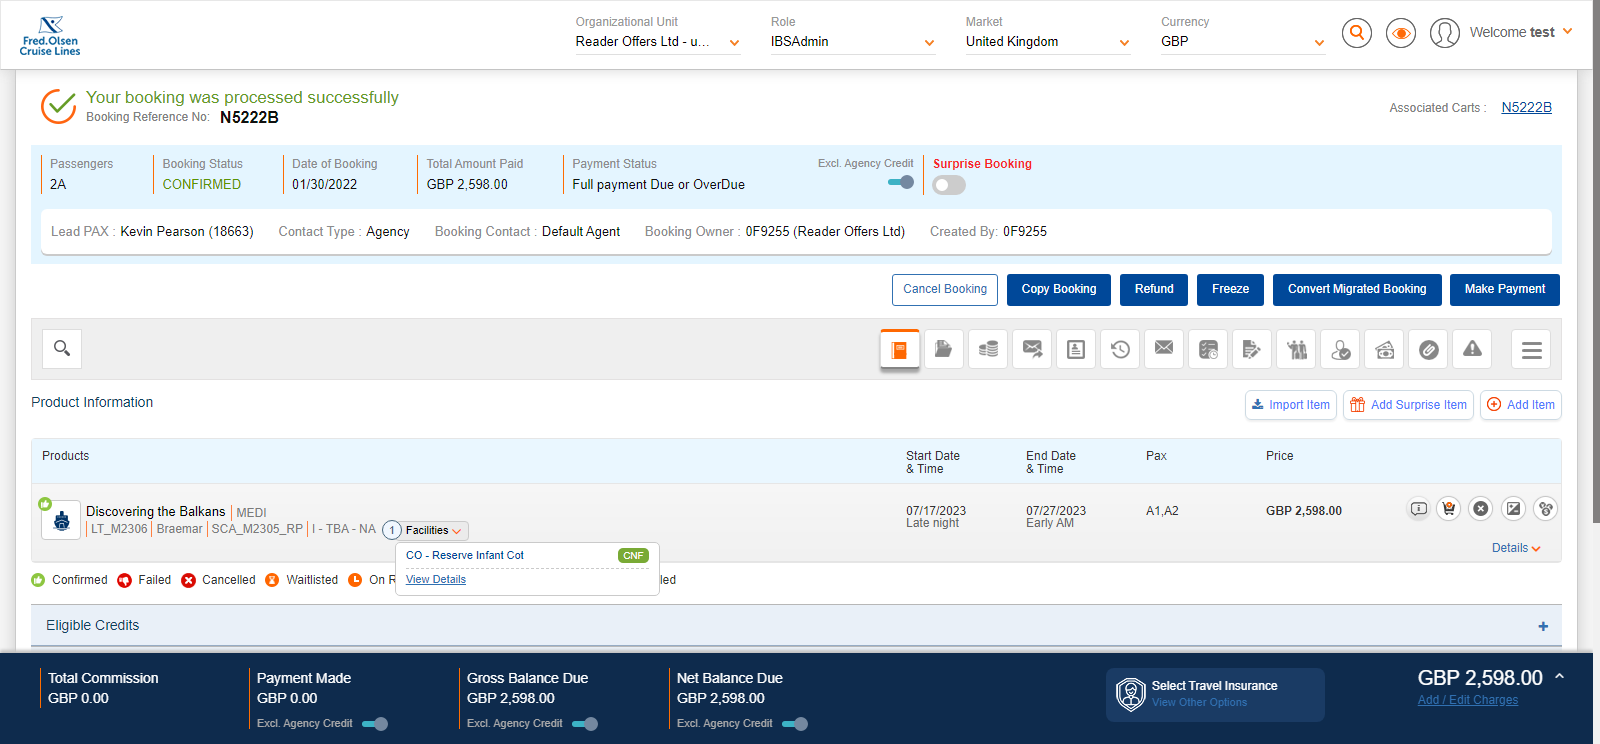 Fred.Olsen
Cruise Lines
Organizational Unit
Reader Offers Ltd - u...
Role
IBSAdmin
Market
United Kingdom
Currency
GBP
Welcome test
Your booking was processed successfully
Booking Reference No: N5222B
Associated Carts : N5222B
Passengers
2A
Booking Status
CONFIRMED
Date of Booking
01/30/2022
Total Amount Paid
GBP 2,598.00
Payment Status
Full payment Due or OverDue
Excl. Agency Credit
Surprise Booking
Lead PAX : Kevin Pearson (18663) Contact Type : Agency Booking Contact : Default Agent Booking Owner : 0F9255 (Reader Offers Ltd) Created By: 0F9255
Cancel Booking Copy Booking Refund Freeze Convert Migrated Booking Make Payment
Product Information
Import Item Add Surprise Item Add Item
Products
Start Date
& Time
End Date
& Time
Pax
Price
Discovering the Balkans MEDI
LT_M2306 Braemar SCA_M2305_RP I - TBA - NA 1 Facilities
07/17/2023
Late night
07/27/2023
Early AM
A1,A2
GBP 2,598.00
Details
CO - Reserve Infant Cot CNF
View Details
Confirmed Failed Cancelled Waitlisted On R led
Eligible Credits +
Total Commission
GBP 0.00
Payment Made
GBP 0.00
Excl. Agency Credit
Gross Balance Due
GBP 2,598.00
Excl. Agency Credit
Net Balance Due
GBP 2,598.00
Excl. Agency Credit
Select Travel Insurance
View Other Options
GBP 2,598.00
Add / Edit Charges